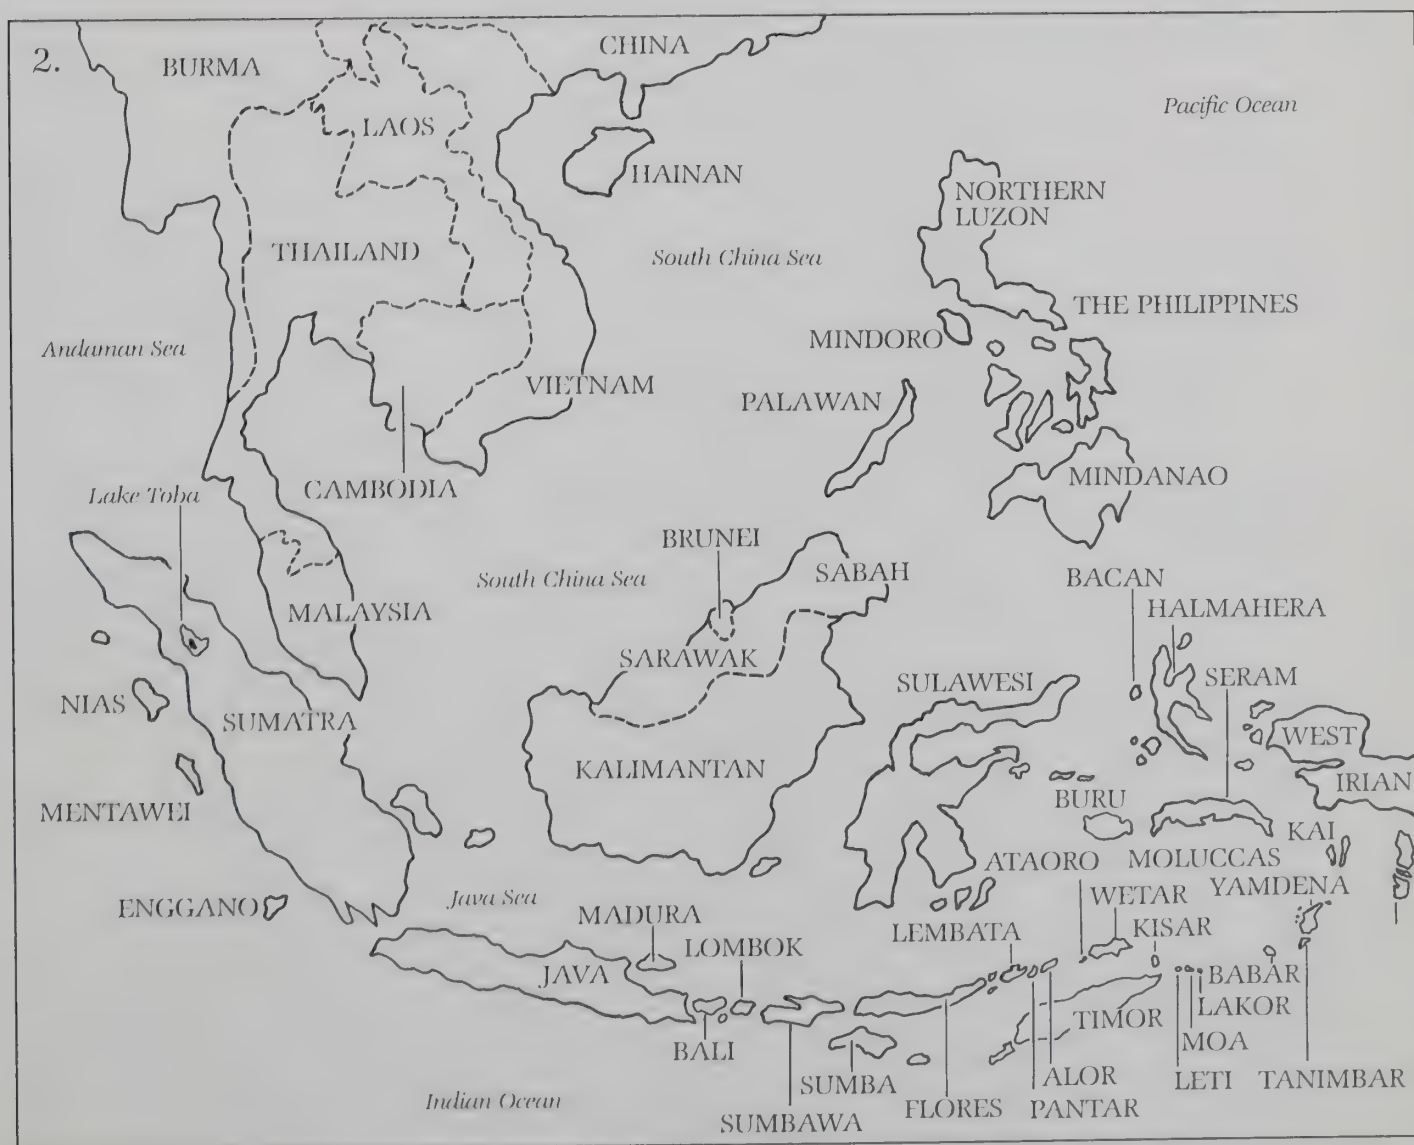 2.
BURMA
CHINA
Pacific Ocean
LAOS
HAINAN
NORTHERN
LUZON
THAILAND
South China Sea
THE PHILIPPINES
MINDORO
Andaman Sea
VIETNAM
PALAWAN
MINDANAO
CAMBODIA
Lake Toba
BRUNEI
SABAH
South China Sea
BACAN
HALMAHERA
MALAYSIA
SARAWAK
SERAM
SULAWESI
NIAS
SUMATRA
WEST
KALIMANTAN
IRIAN
BURU
MENTAWEI
KAI
ATAORO
MOLUCCAS
YAMDENA
WETAR
Java Sea
ENGGANO
MADURA
KISAR
LEMBATA
LOMBOK
JAVA
BABAR
LAKOR
TIMOR
MOA
BALI
SUMBA
ALOR
LETI
TANIMBAR
Indian Ocean
FLORES
PANTAR
SUMBAWA